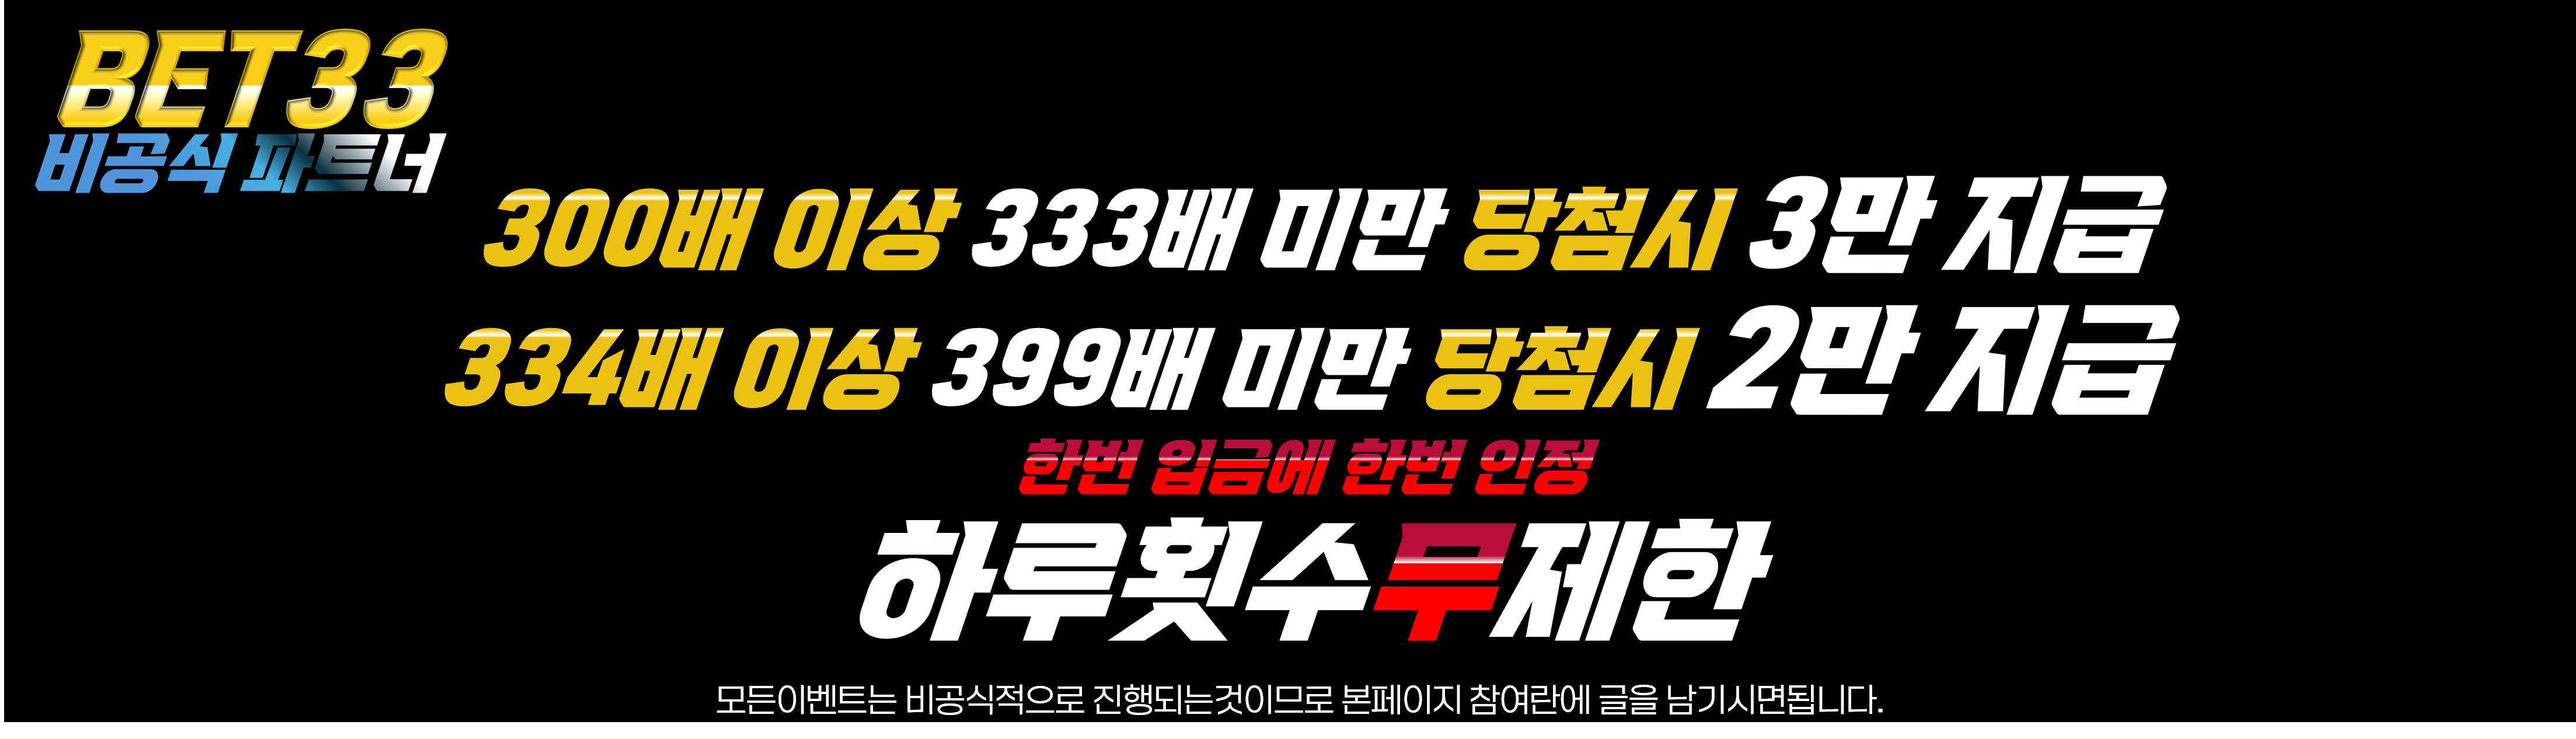 BET33
비공식 파트너
300배 이상 333배 미만 당첨시 3만 지급
334배 이상 399배 미만 당첨시 2만 지급
한번 입금에 한번 인정
하루횟수무제한
모든이벤트는 비공식적으로 진행되는것이므로 본페이지 참여란에 글을 남기시면됩니다.